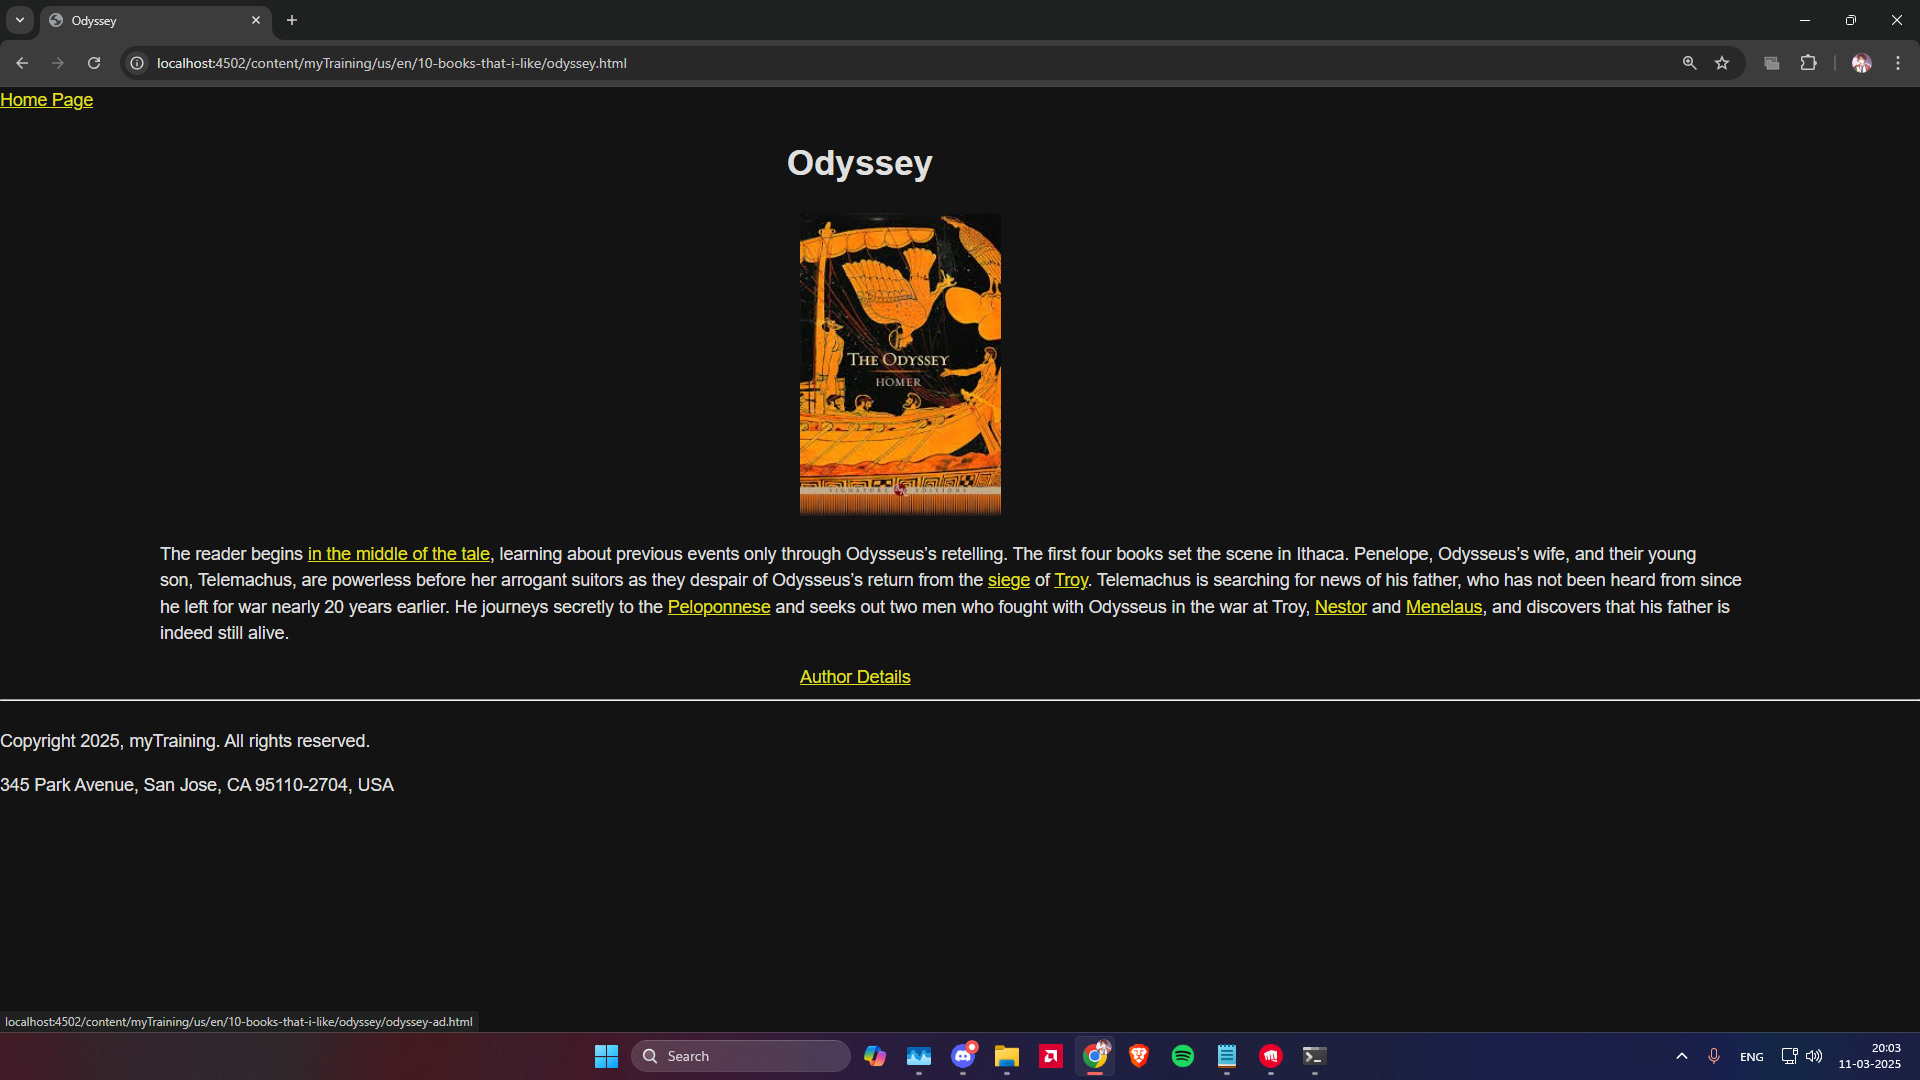 Odyssey
localhost:4502/content/myTraining/us/en/10-books-that-i-like/odyssey.html
Home Page
Odyssey
THE ODYSSEY
HOMER
SIGNATURE EDITIONS
The reader begins in the middle of the tale, learning about previous events only through Odysseus’s retelling. The first four books set the scene in Ithaca. Penelope, Odysseus’s wife, and their young
son, Telemachus, are powerless before her arrogant suitors as they despair of Odysseus’s return from the siege of Troy. Telemachus is searching for news of his father, who has not been heard from since
he left for war nearly 20 years earlier. He journeys secretly to the Peloponnese and seeks out two men who fought with Odysseus in the war at Troy, Nestor and Menelaus, and discovers that his father is
indeed still alive.
Author Details
Copyright 2025, myTraining. All rights reserved.
345 Park Avenue, San Jose, CA 95110-2704, USA
localhost:4502/content/myTraining/us/en/10-books-that-i-like/odyssey/odyssey-ad.html
Search
ENG
20:03
11-03-2025